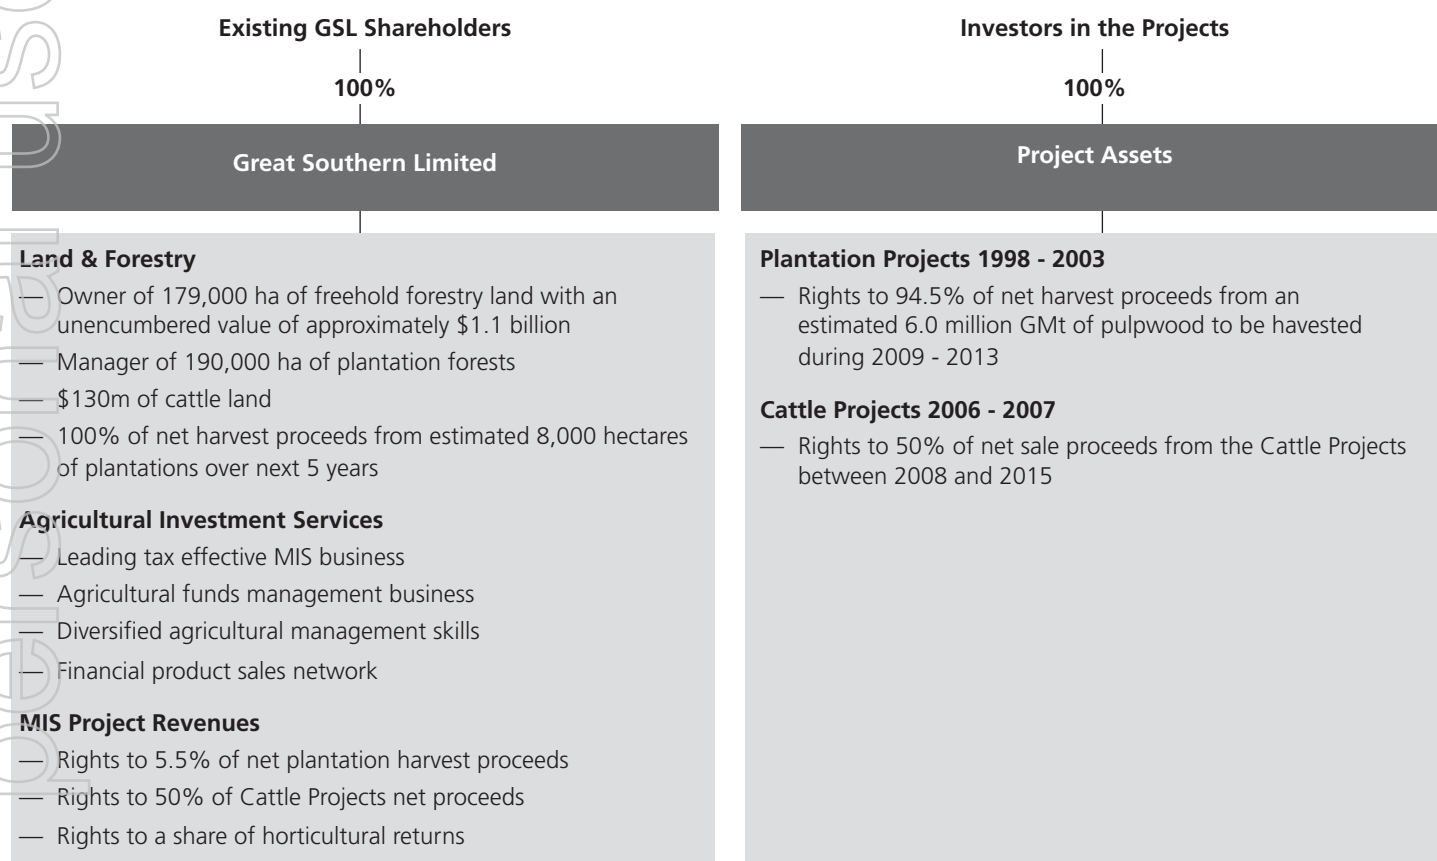 Existing GSL Shareholders
100%
Great Southern Limited
Land & Forestry
— Owner of 179,000 ha of freehold forestry land with an
unencumbered value of approximately $1.1 billion
— Manager of 190,000 ha of plantation forests
— $130m of cattle land
— 100% of net harvest proceeds from estimated 8,000 hectares
of plantations over next 5 years
Agricultural Investment Services
— Leading tax effective MIS business
— Agricultural funds management business
— Diversified agricultural management skills
— Financial product sales network
MIS Project Revenues
— Rights to 5.5% of net plantation harvest proceeds
— Rights to 50% of Cattle Projects net proceeds
— Rights to a share of horticultural returns
Investors in the Projects
100%
Project Assets
Plantation Projects 1998 - 2003
— Rights to 94.5% of net harvest proceeds from an
estimated 6.0 million GMt of pulpwood to be havested
during 2009 - 2013
Cattle Projects 2006 - 2007
— Rights to 50% of net sale proceeds from the Cattle Projects
between 2008 and 2015
personal us